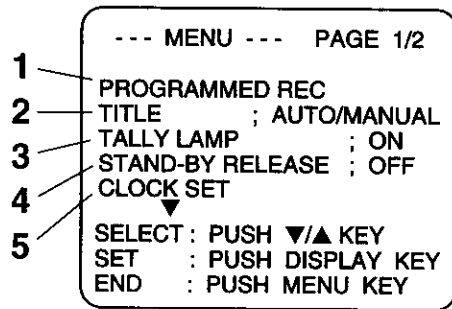 --- MENU --- PAGE 1/2
1 PROGRAMMED REC
2 TITLE ; AUTO/MANUAL
3 TALLY LAMP ; ON
4 STAND-BY RELEASE ; OFF
5 CLOCK SET
▼
SELECT : PUSH ▼/▲ KEY
SET : PUSH DISPLAY KEY
END : PUSH MENU KEY